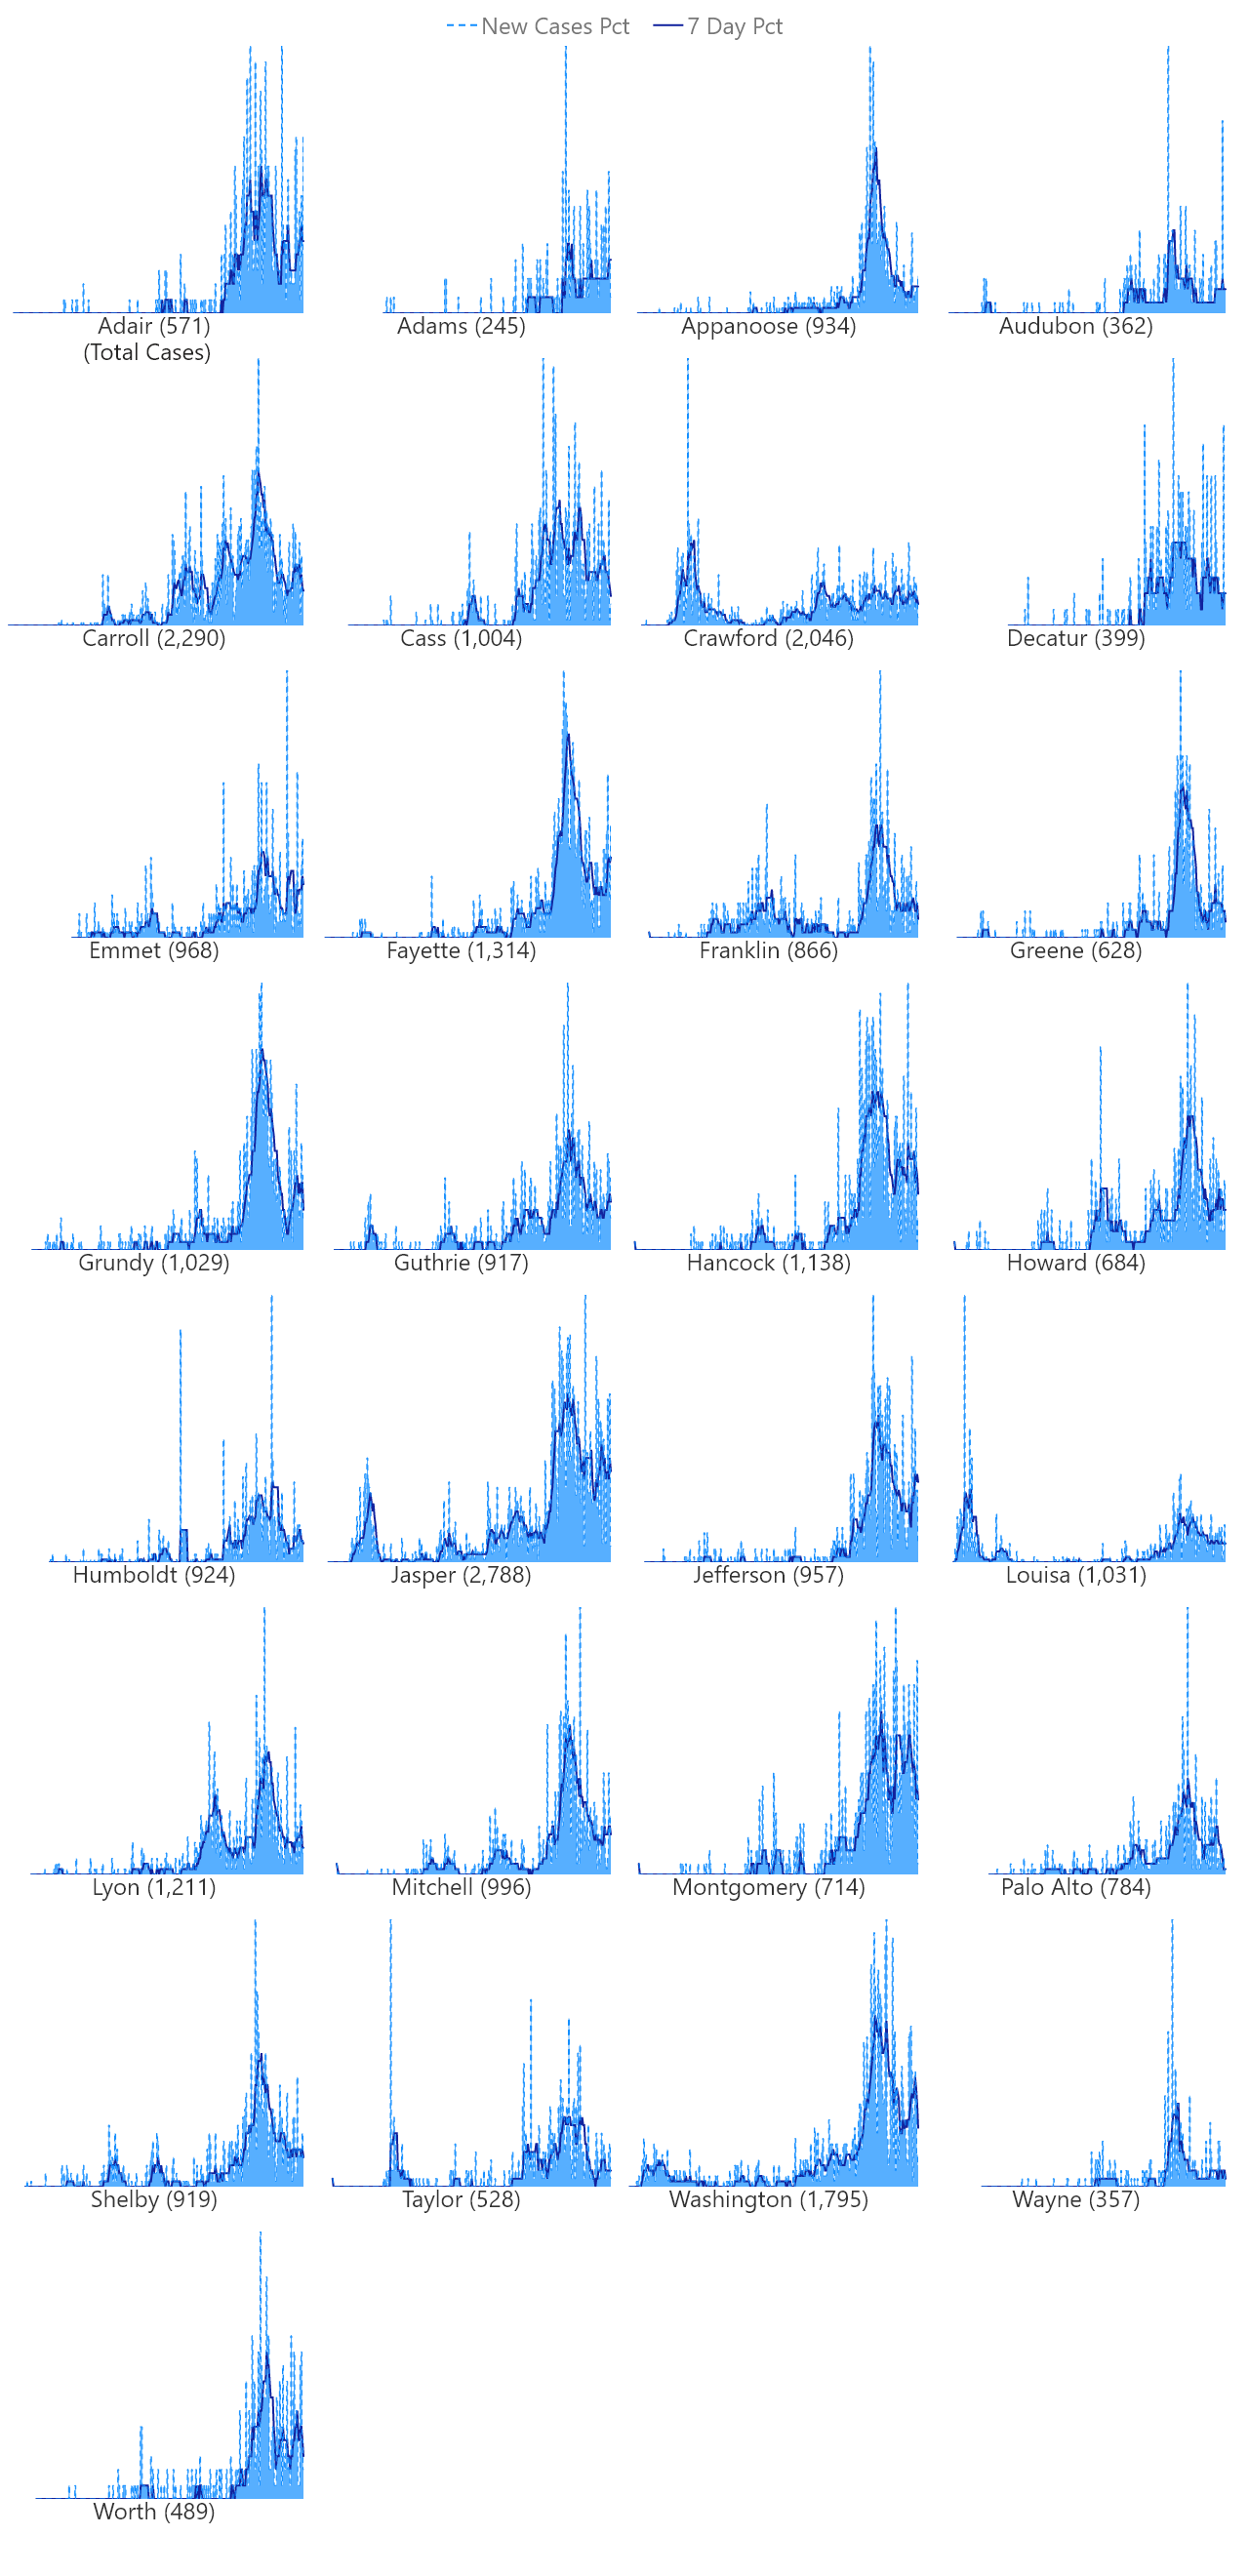 New Cases Pct 7 Day Pct
Adair (571) Adams (245) Appanoose (934) Audubon (362)
(Total Cases)
Carroll (2,290) Cass (1,004) Crawford (2,046) Decatur (399)
Emmet (968) Fayette (1,314) Franklin (866) Greene (628)
Grundy (1,029) Guthrie (917) Hancock (1,138) Howard (684)
Humboldt (924) Jasper (2,788) Jefferson (957) Louisa (1,031)
Lyon (1,211) Mitchell (996) Montgomery (714) Palo Alto (784)
Shelby (919) Taylor (528) Washington (1,795) Wayne (357)
Worth (489)